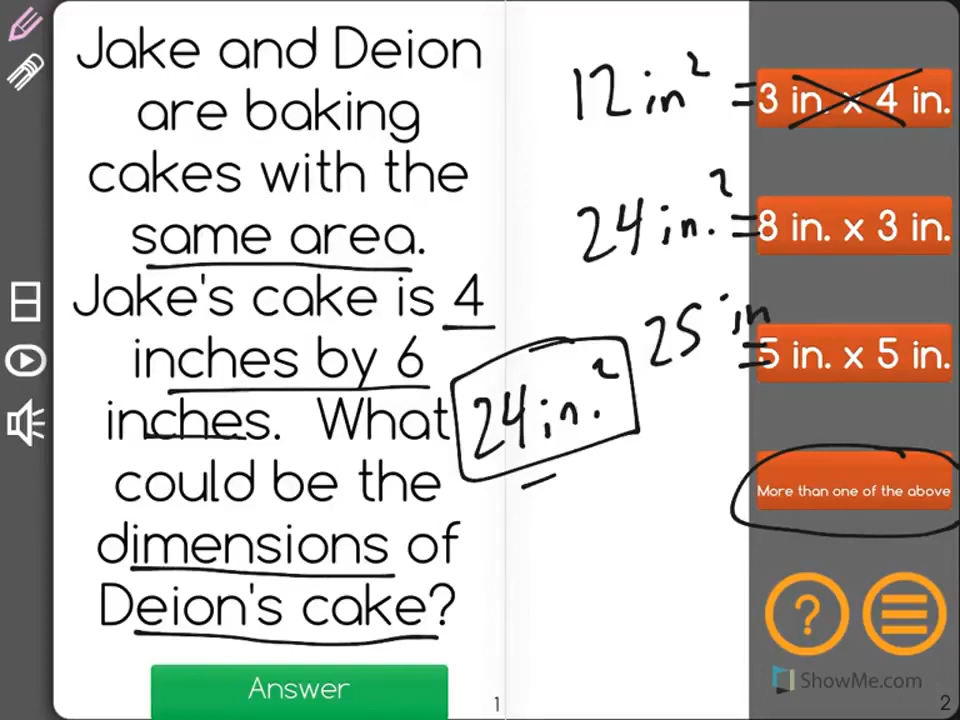 Jake and Deion
are baking
cakes with the
same area.
Jake's cake is 4
inches by 6
inches. What
could be the
dimensions of
Deion's cake?
Answer
1
24 in.²
12 in² =
3 in. x 4 in.
24 in.² =
8 in. x 3 in.
25 in =
5 in. x 5 in.
More than one of the above
?
ShowMe.com
2